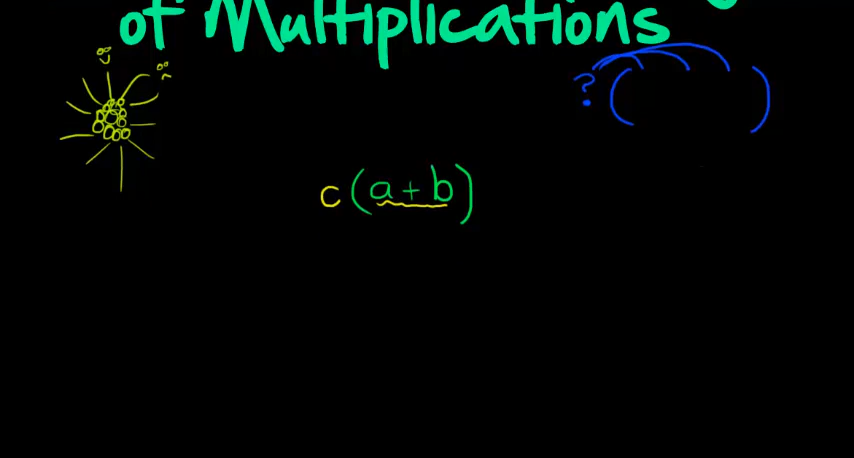 of Multiplications
? ( )
c(a+b)